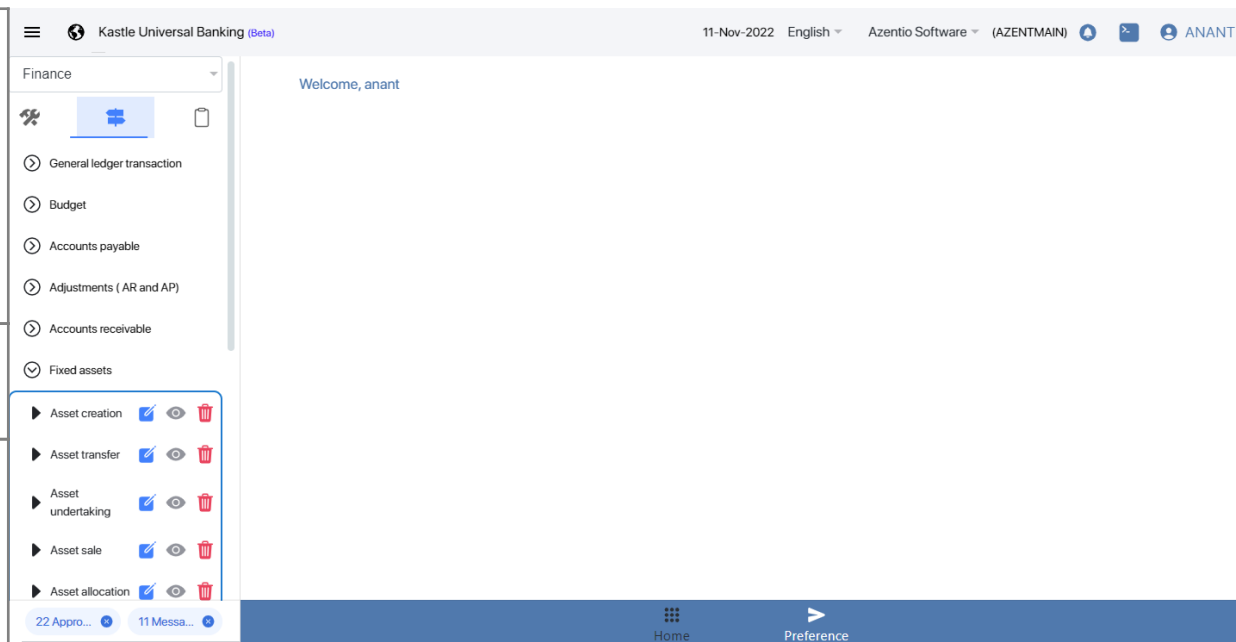 Kastle Universal Banking (Beta)
11-Nov-2022 English Azentio Software (AZENTMAIN) ANANT
Finance
Welcome, anant
General ledger transaction
Budget
Accounts payable
Adjustments ( AR and AP)
Accounts receivable
Fixed assets
Asset creation
Asset transfer
Asset
undertaking
Asset sale
Asset allocation
22 Appro... 11 Messa...
Home Preference